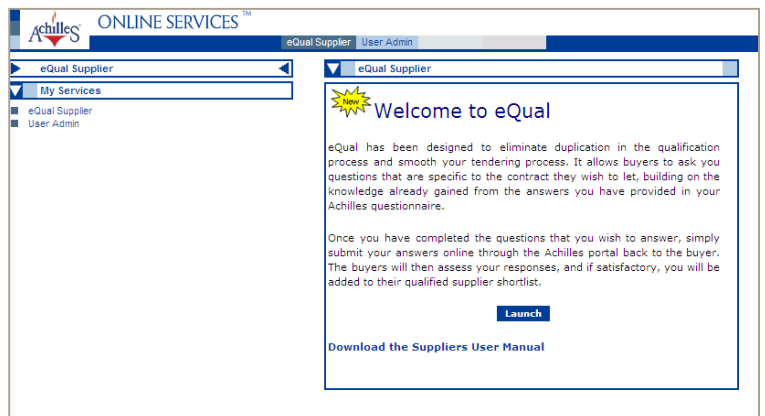 Achilles
ONLINE SERVICES™
eQual Supplier User Admin
eQual Supplier
My Services
eQual Supplier
User Admin
eQual Supplier
New
Welcome to eQual
eQual has been designed to eliminate duplication in the qualification
process and smooth your tendering process. It allows buyers to ask you
questions that are specific to the contract they wish to let, building on the
knowledge already gained from the answers you have provided in your
Achilles questionnaire.
Once you have completed the questions that you wish to answer, simply
submit your answers online through the Achilles portal back to the buyer.
The buyers will then assess your responses, and if satisfactory, you will be
added to their qualified supplier shortlist.
Launch
Download the Suppliers User Manual